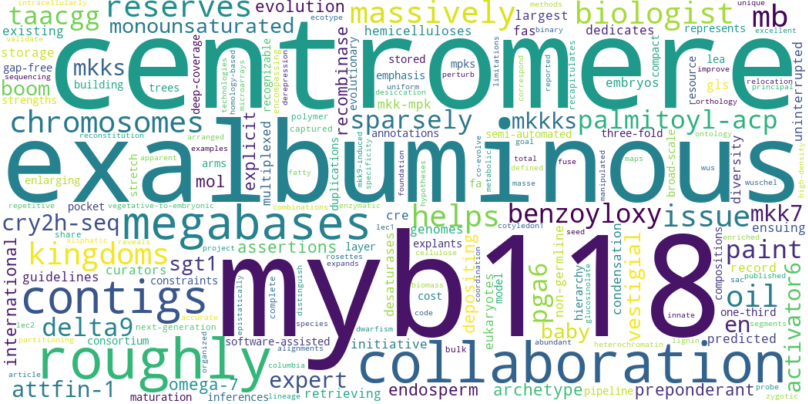 intracellularly
taacgg reserves evolution massively biologist mb
unique
ecotype methods
existing monounsaturated hemicelluloses fas binary largest dedicates represents proposed excellent
validate
storage gap-free mkks deep-coverage recognizable encompassing derepression compact probe
sequencing building trees
boom centromere
strengths
technologies microarrays homology-based recombinase evolutionary stored emphasis mpks perturb mkk-mpk limitations correspond reported recapitulates embryos resource lea improve relocation principal orthology gls uninterrupted
chromosome sparsely mkkks palmitoyl-acp
reconstitution polymer captured uniform desiccation semi-automated three-fold ontology
enlarging exalbuminous
stretch apparent arranged examples repetitive arms mol pocket explicit multiplexed annotations mkk9-induced specificity foundation duplications fa co-evolve metabolic total masse goal defined fuse hypotheses enzymatic combinations maps broad-scale manipulated wus wuschel diversity high-density
vegetative-to-embryonic
cry2h-seq megabases helps benzoyloxy issue mkk7
share layer lec1 cre genomes explants cotyledon1 seed
aliphatic reveals
kingdoms assertions
project expands sgt1 curators
international guidelines contigs myb118 paint
rosettes biomass cellulose model cost code
depositing pga6 non-germline condensation vestigial compositions enriched record sac published ensuing
constraints epistatically complete distinguish desaturases coordination eukaryotes hierarchy glucosinolate
delta9 software-assisted species baby oil en one-third activator6
next-generation consortium initiative dwarfism abundant innate predicted
accurate
partitioning roughly collaboration
organized alignments bulk heterochromatin lignin segments
attfin-1 omega-7 expert endosperm archetype preponderant
article maturation inferences lineage columbia retrieving pipeline prezygotic